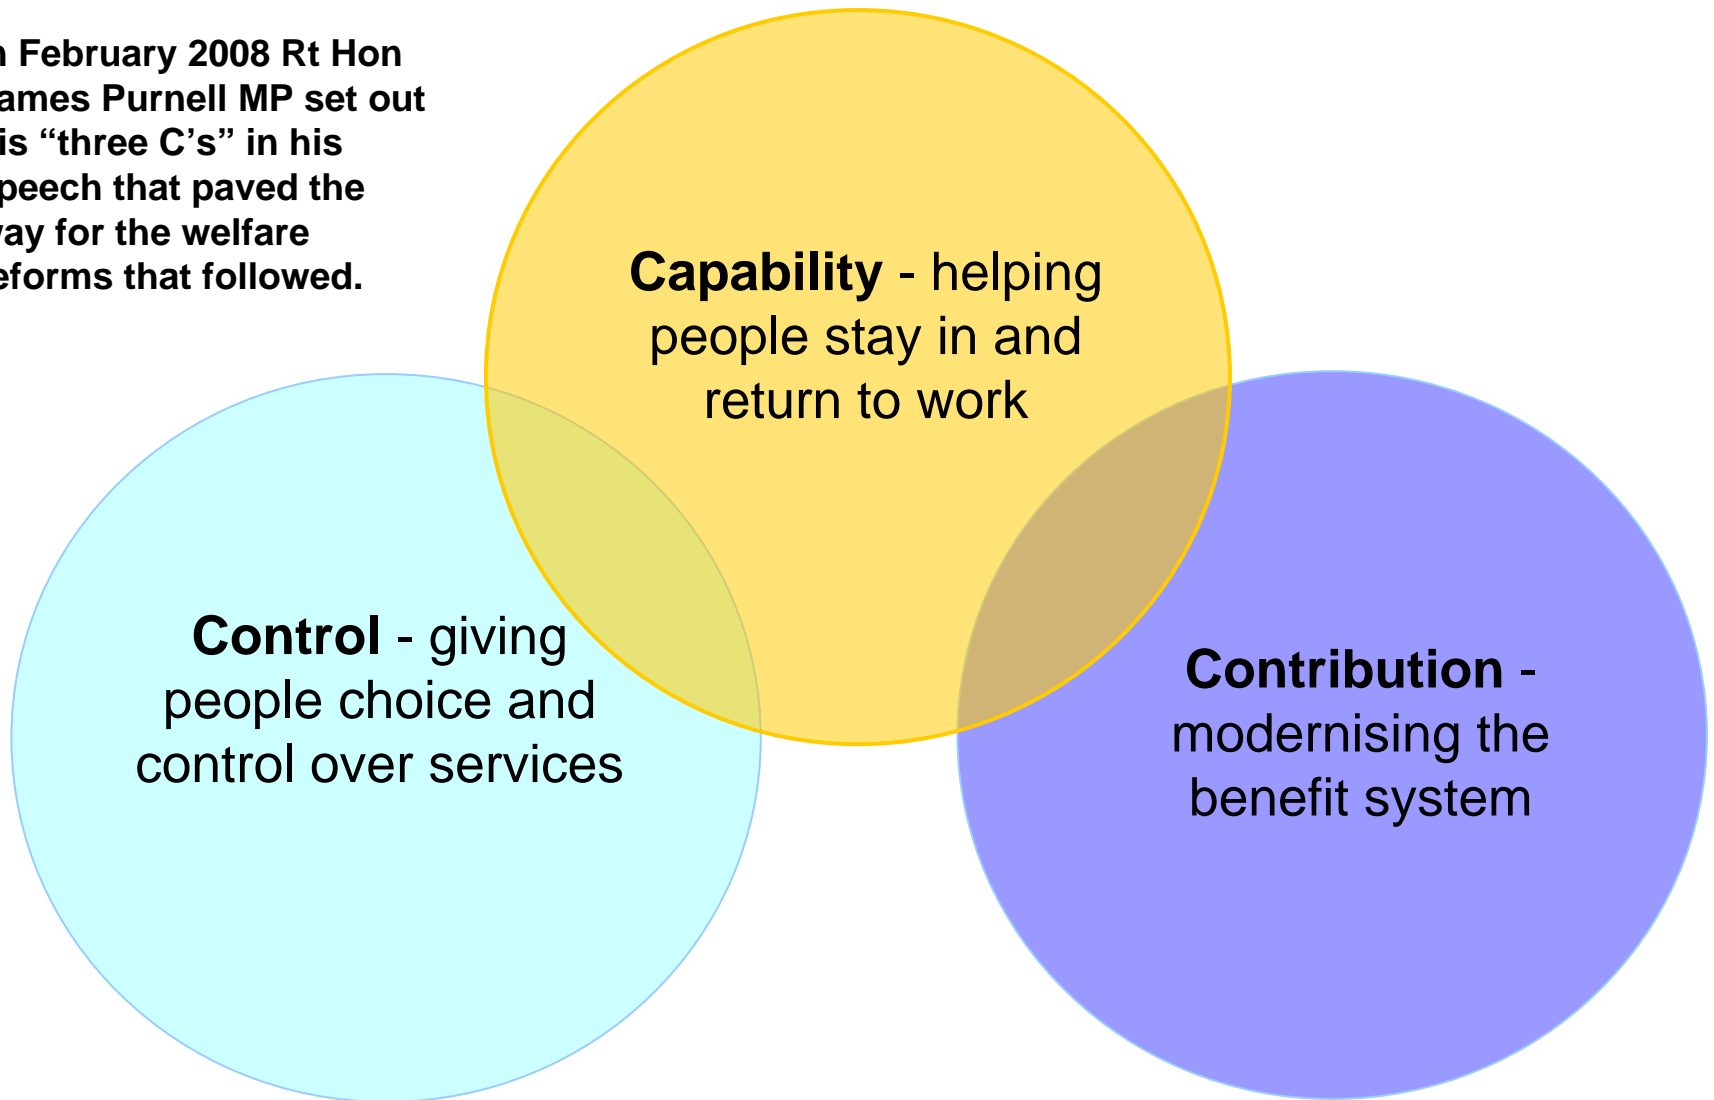 n February 2008 Rt Hon
ames Purnell MP set out
is “three C’s” in his
peech that paved the
vay for the welfare
eforms that followed.
Capability - helping
people stay in and
return to work
Control - giving
people choice and
control over services
Contribution -
modernising the
benefit system